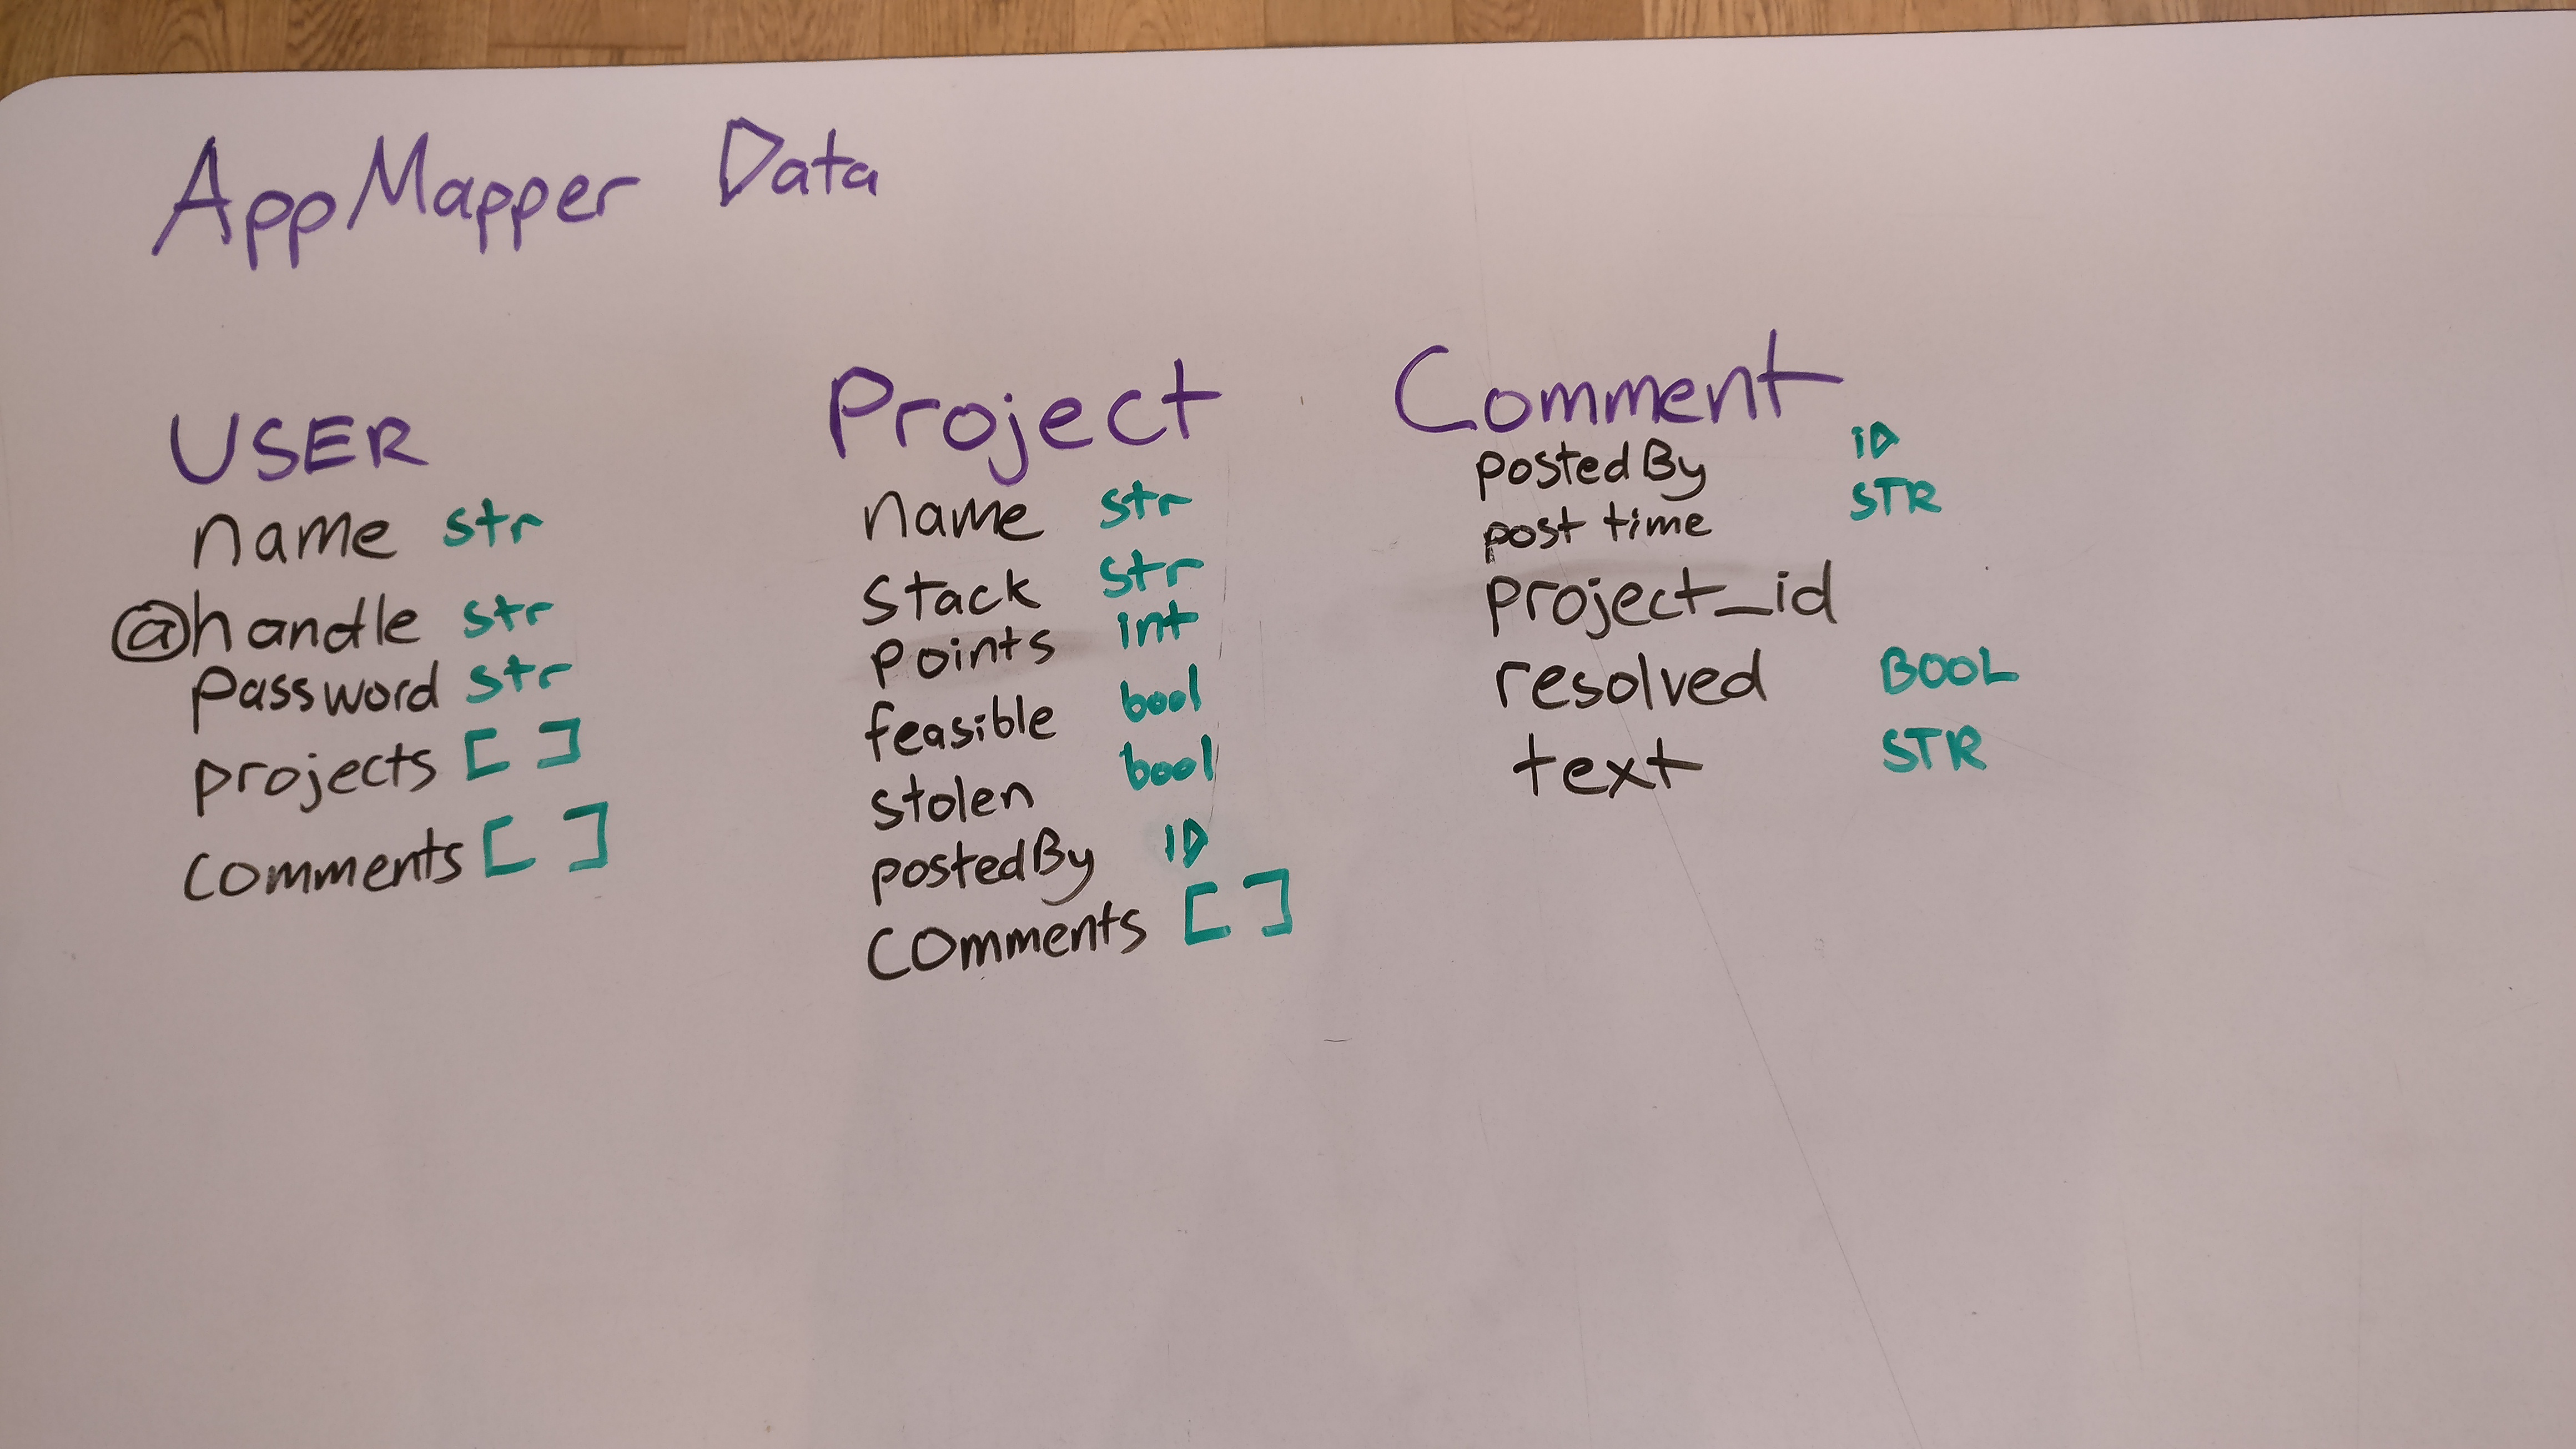 AppMapper Data
USER
name str
@handle str
password str
projects [ ]
comments [ ]
Project
name str
stack str
points int
feasible bool
stolen bool
postedBy ID
comments [ ]
Comment
postedBy iD
post time STR
project_id
resolved BOOL
text STR